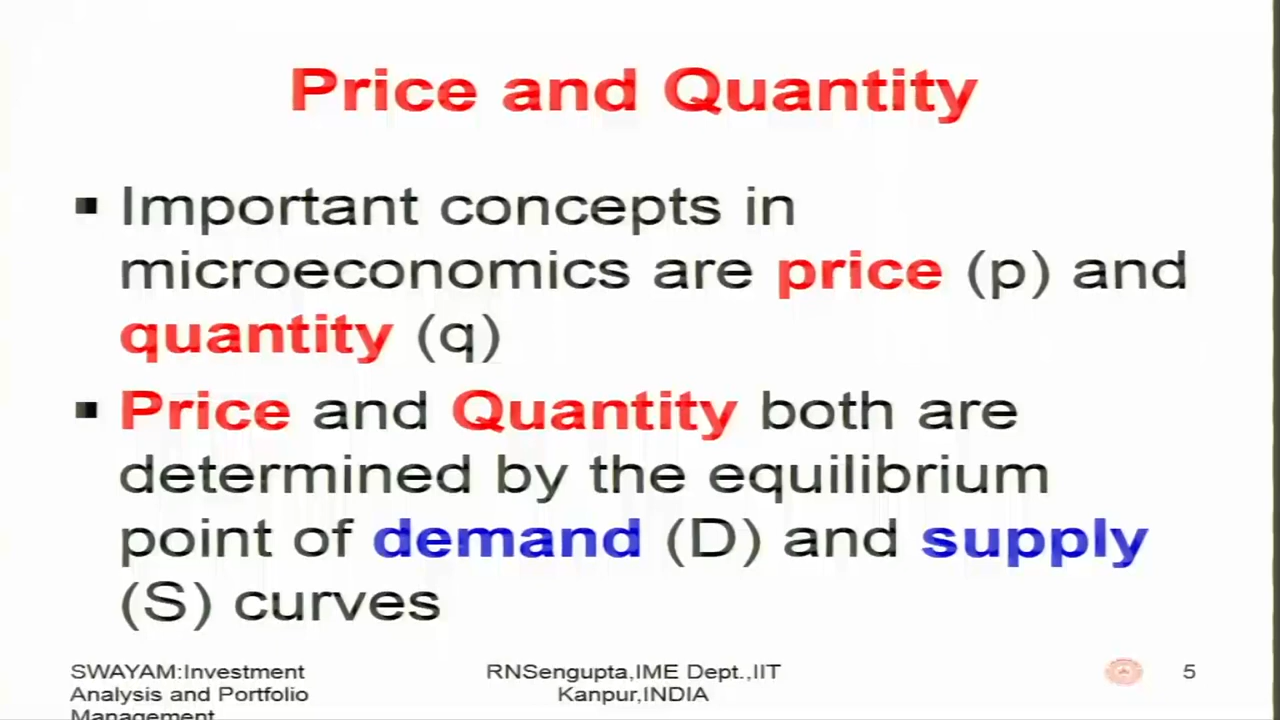 Price and Quantity
▪ Important concepts in
microeconomics are price (p) and
quantity (q)
▪ Price and Quantity both are
determined by the equilibrium
point of demand (D) and supply
(S) curves
SWAYAM:Investment
Analysis and Portfolio
Management
RNSengupta,IME Dept.,IIT
Kanpur,INDIA
5